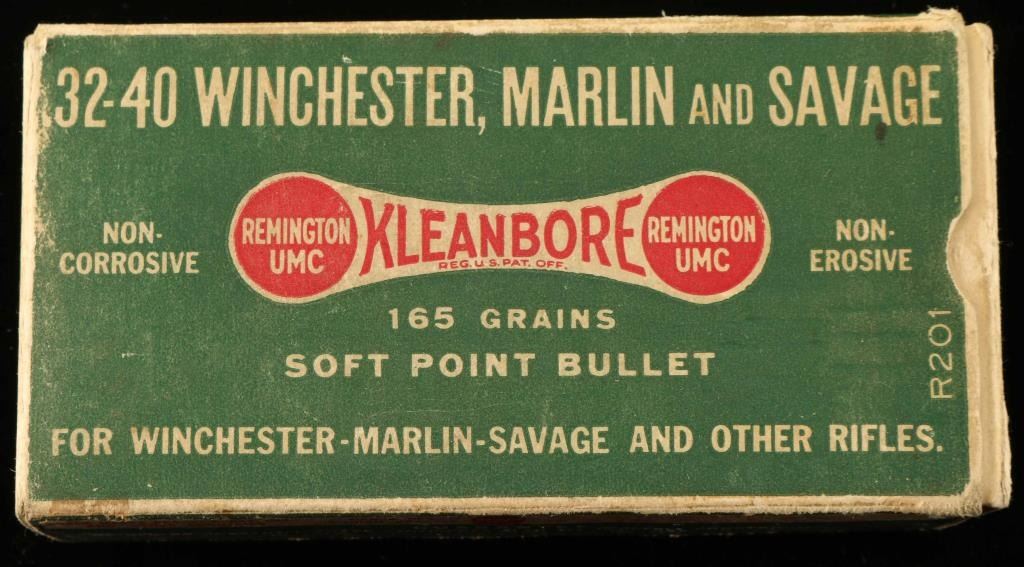 32-40 WINCHESTER, MARLIN AND SAVAGE
NON-
CORROSIVE
REMINGTON
UMC
KLEANBORE
REG. U.S. PAT. OFF.
REMINGTON
UMC
NON-
EROSIVE
165 GRAINS
SOFT POINT BULLET
R201
FOR WINCHESTER-MARLIN-SAVAGE AND OTHER RIFLES.